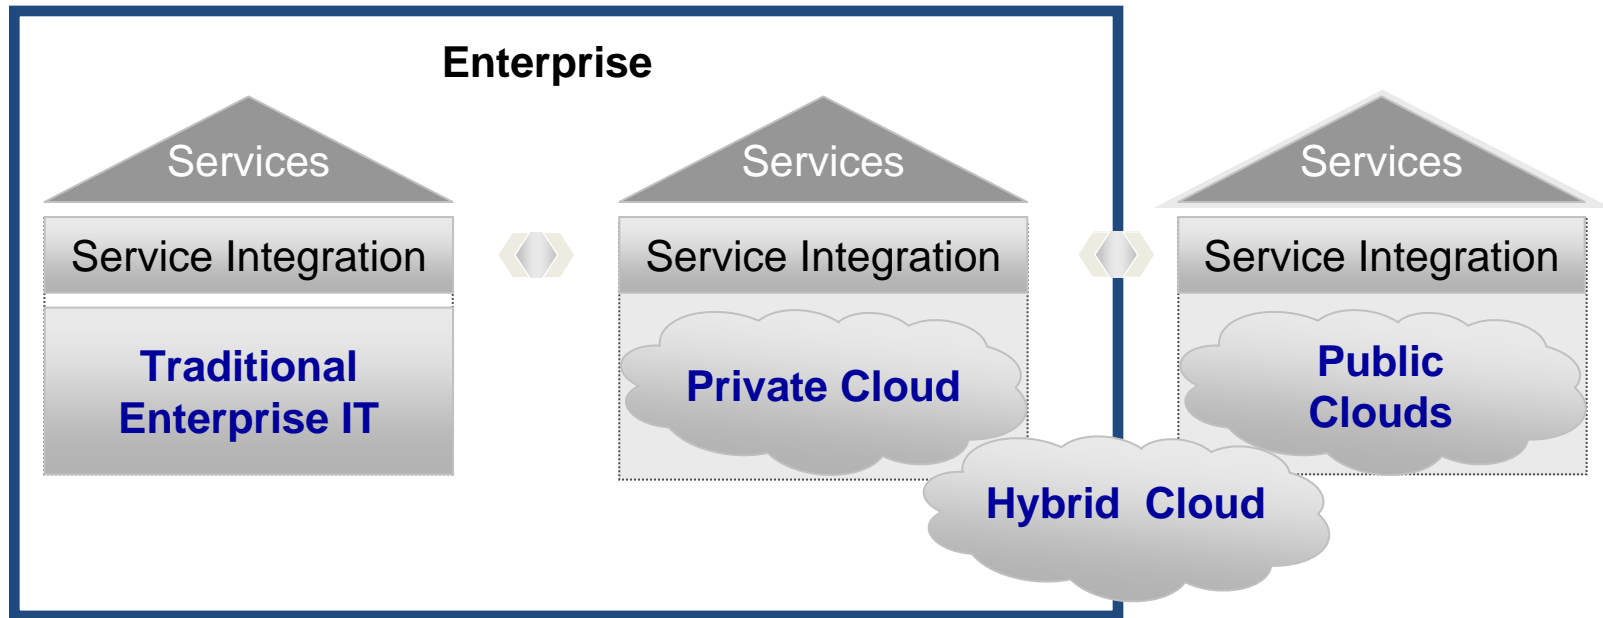 Enterprise
Services
Services
Services
Service Integration
Service Integration
Service Integration
Traditional
Enterprise IT
Private Cloud
Public
Clouds
Hybrid  Cloud